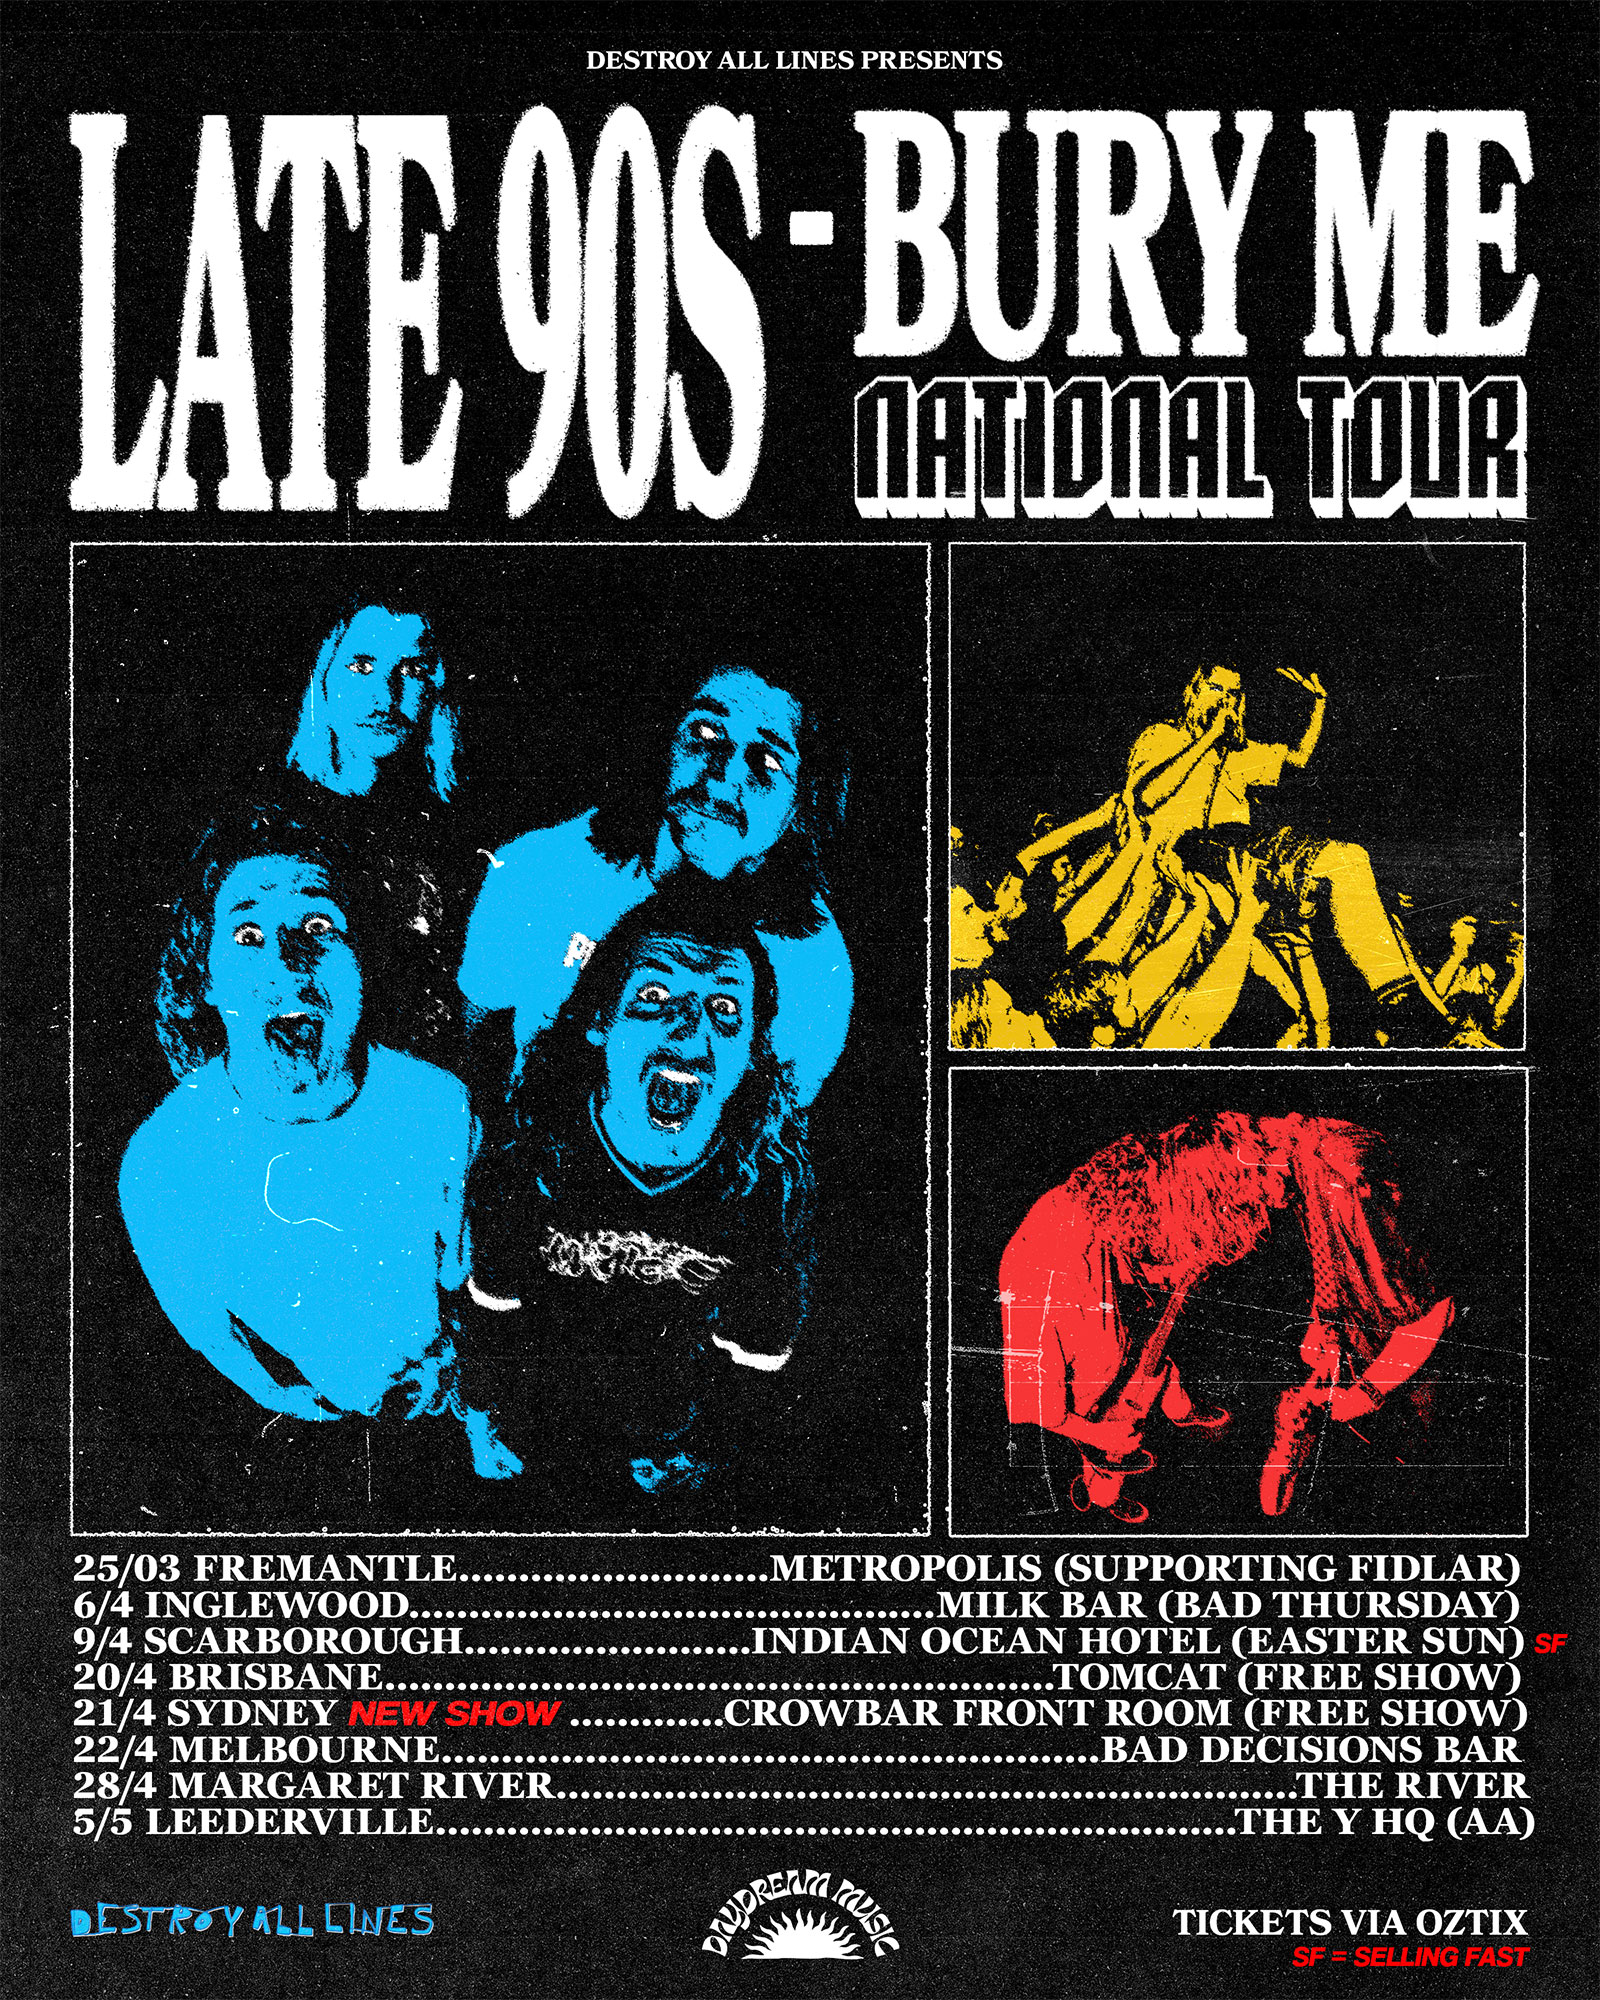 DESTROY ALL LINES PRESENTS
LATE 90S - BURY ME
NATIONAL TOUR
25/03 FREMANTLE..........................METROPOLIS (SUPPORTING FIDLAR)
6/4 INGLEWOOD............................................MILK BAR (BAD THURSDAY)
9/4 SCARBOROUGH........................INDIAN OCEAN HOTEL (EASTER SUN) SF
20/4 BRISBANE........................................................TOMCAT (FREE SHOW)
21/4 SYDNEY NEW SHOW .............CROWBAR FRONT ROOM (FREE SHOW)
22/4 MELBOURNE.......................................................BAD DECISIONS BAR
28/4 MARGARET RIVER..............................................................THE RIVER
5/5 LEEDERVILLE...................................................................THE Y HQ (AA)
DESTROY ALL LINES
DAYDREAM MUSIC
TICKETS VIA OZTIX
SF = SELLING FAST